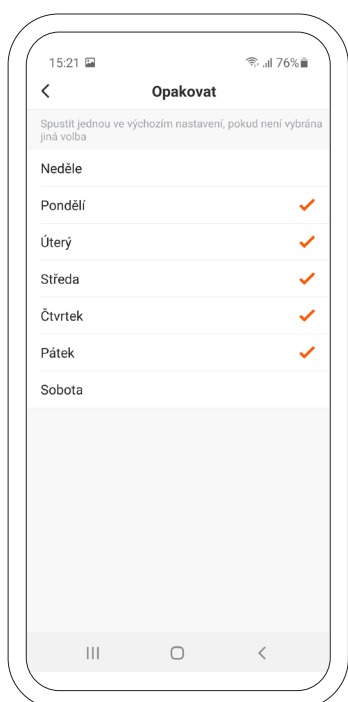 15:21 76%
Opakovat
Spustit jednou ve výchozím nastavení, pokud není vybrána
jiná volba
Neděle
Pondělí
Úterý
Středa
Čtvrtek
Pátek
Sobota